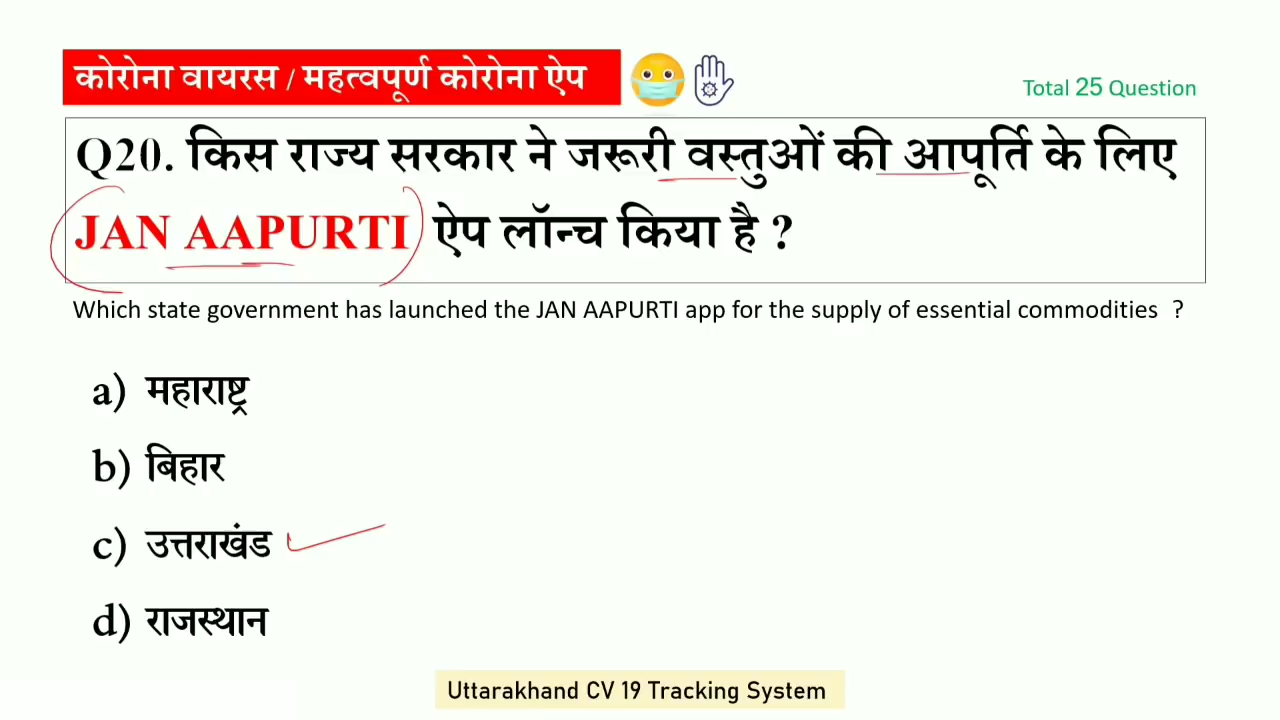 कोरोना वायरस / महत्वपूर्ण कोरोना ऐप
Total 25 Question
Q20. किस राज्य सरकार ने जरूरी वस्तुओं की आपूर्ति के लिए
JAN AAPURTI ऐप लॉन्च किया है ?
Which state government has launched the JAN AAPURTI app for the supply of essential commodities ?
a) महाराष्ट्र
b) बिहार
c) उत्तराखंड
d) राजस्थान
Uttarakhand CV 19 Tracking System